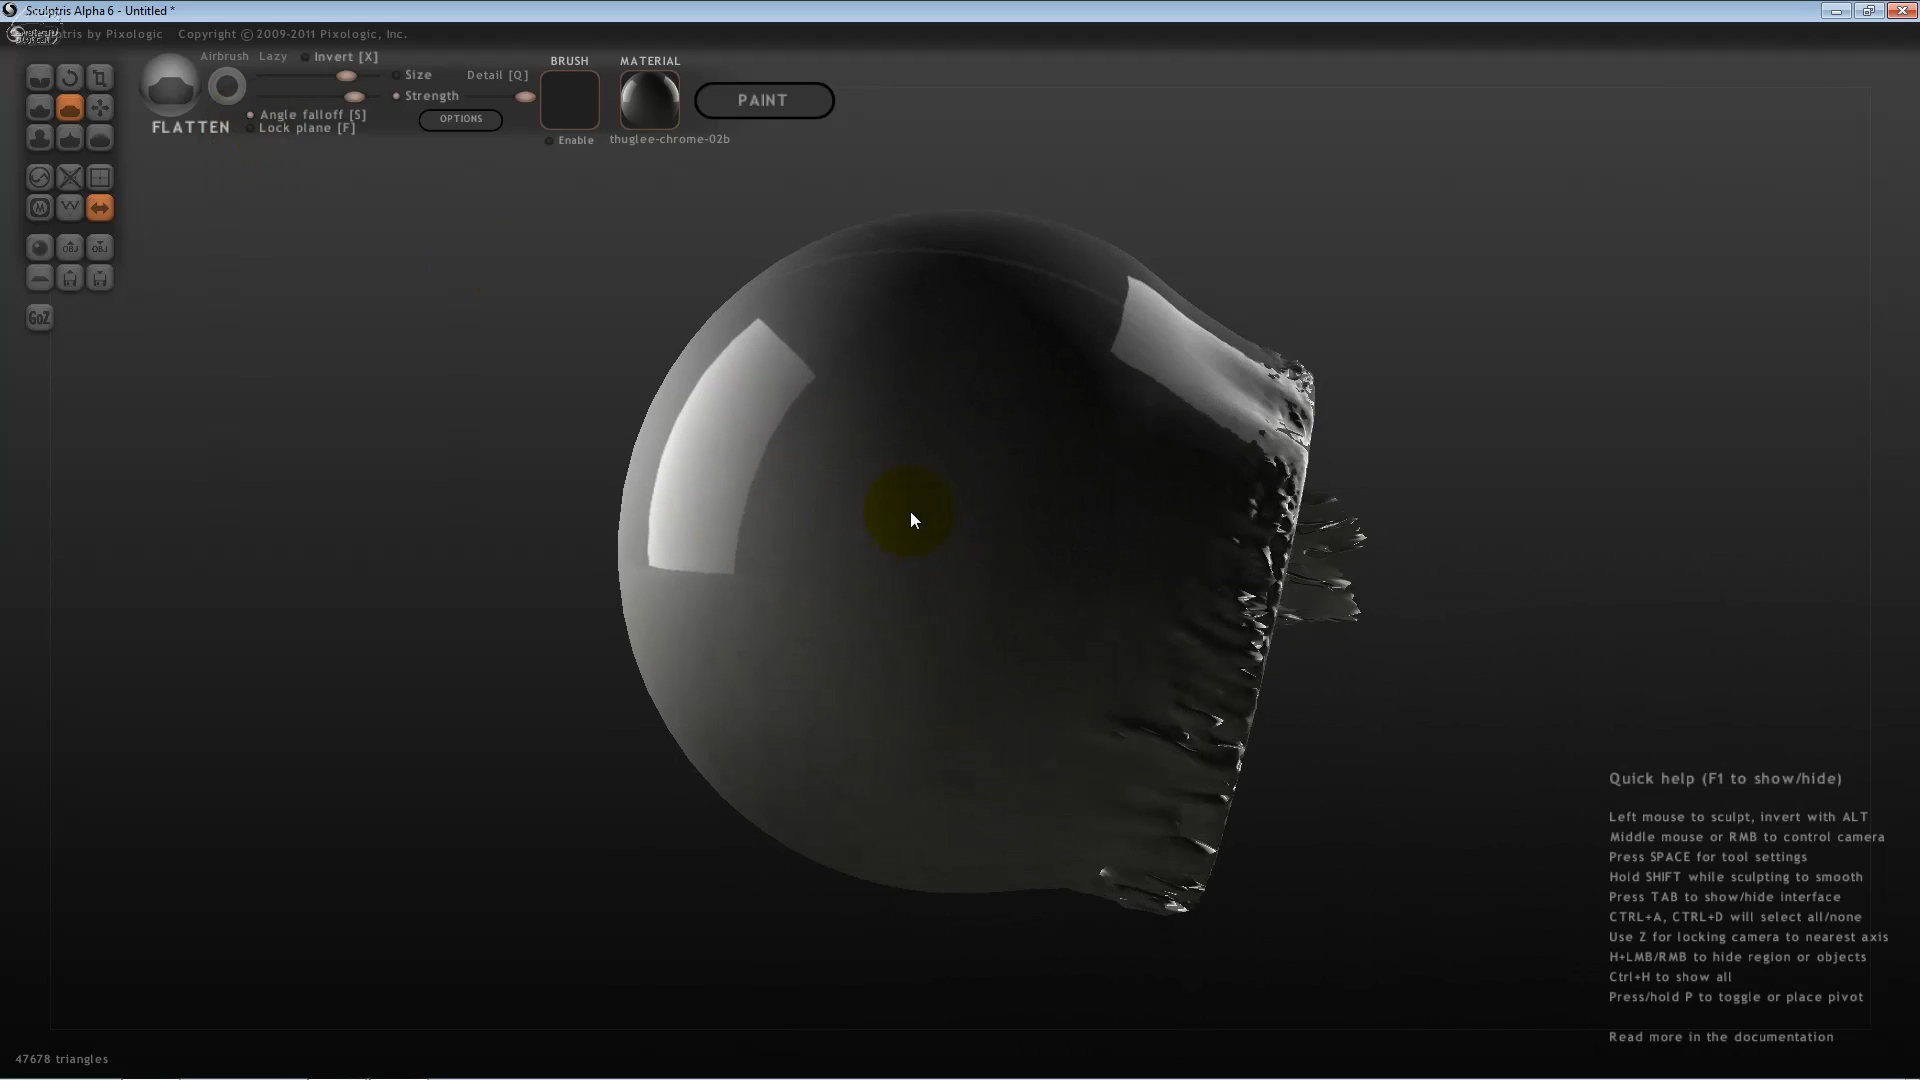 Sculptris Alpha 6 - Untitled *
by Pixologic Copyright © 2009-2011 Pixologic, Inc.
Airbrush Lazy Invert [X]
Size Detail [Q]
Strength
Angle falloff [S]
Lock plane [F]
FLATTEN
OPTIONS
BRUSH
Enable
MATERIAL
thuglee-chrome-02b
PAINT
OBJ OBJ
GoZ
Quick help (F1 to show/hide)
Left mouse to sculpt, invert with ALT
Middle mouse or RMB to control camera
Press SPACE for tool settings
Hold SHIFT while sculpting to smooth
Press TAB to show/hide interface
CTRL+A, CTRL+D will select all/none
Use Z for locking camera to nearest axis
H+LMB/RMB to hide region or objects
Ctrl+H to show all
Press/hold P to toggle or place pivot
Read more in the documentation
47678 triangles